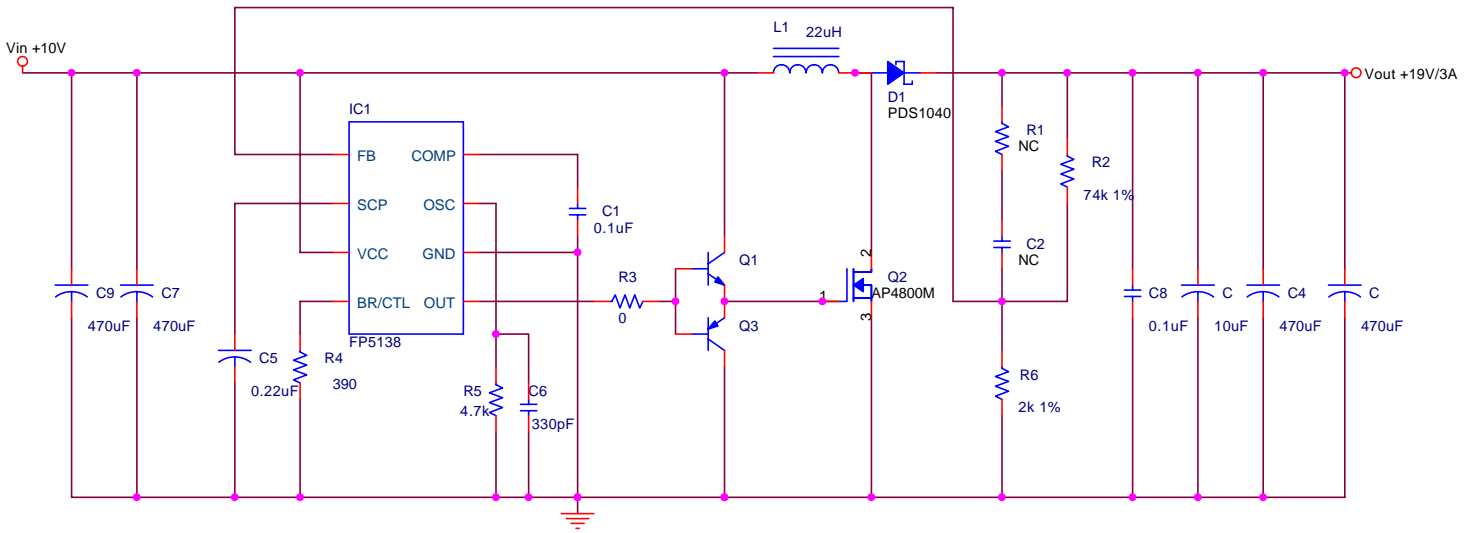 L1
22uH
Vin +10V
Vout +19V/3A
D1
PDS1040
IC1
FB
COMP
SCP
OSC
VCC
GND
BR/CTL
OUT
FP5138
R1
NC
R2
74k 1%
C1
0.1uF
C2
NC
Q1
R3
0
2
Q2
1
AP4800M
3
Q3
C9
470uF
C7
470uF
C8
0.1uF
C
10uF
C4
470uF
C
470uF
C5
0.22uF
R4
390
R5
4.7k
C6
330pF
R6
2k 1%